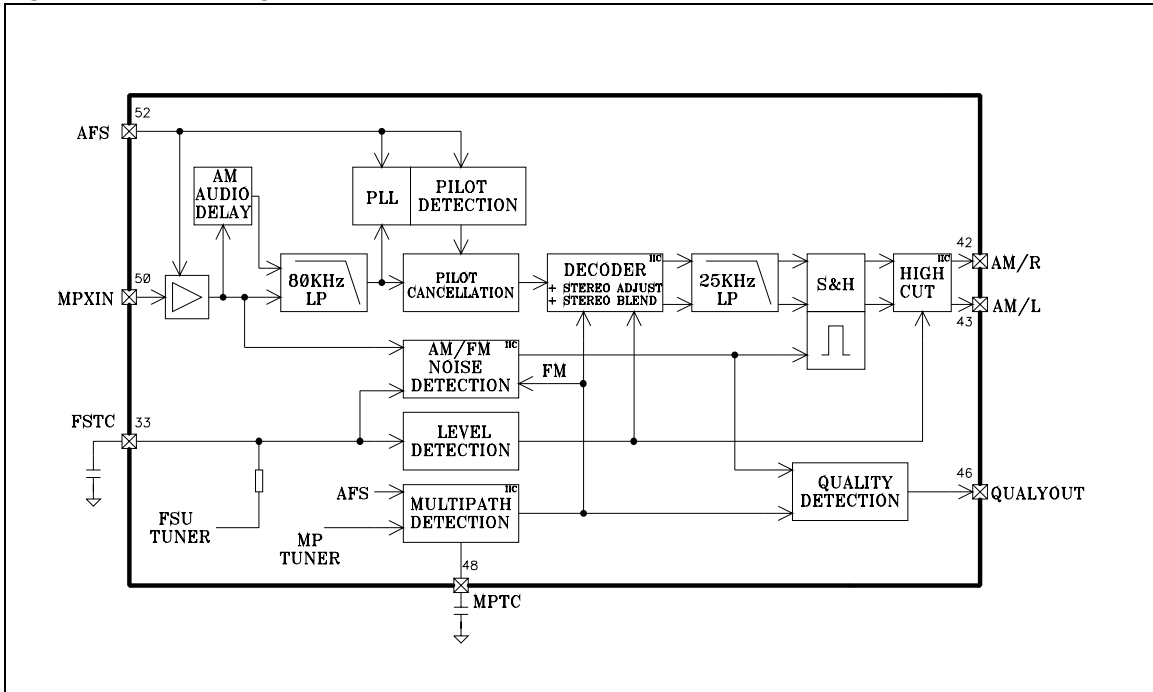 52
AFS
AM
AUDIO
DELAY
PLL
PILOT
DETECTION
50
MPXIN
80KHz
LP
PILOT
CANCELLATION
IIC
DECODER
+ STEREO ADJUST
+ STEREO BLEND
25KHz
LP
S&H
IIC
HIGH
CUT
42
AM/R
AM/L
43
IIC
AM/FM
NOISE
DETECTION
FM
FSTC
33
LEVEL
DETECTION
AFS
IIC
MULTIPATH
DETECTION
QUALITY
DETECTION
46
QUALYOUT
FSU
TUNER
MP
TUNER
48
MPTC